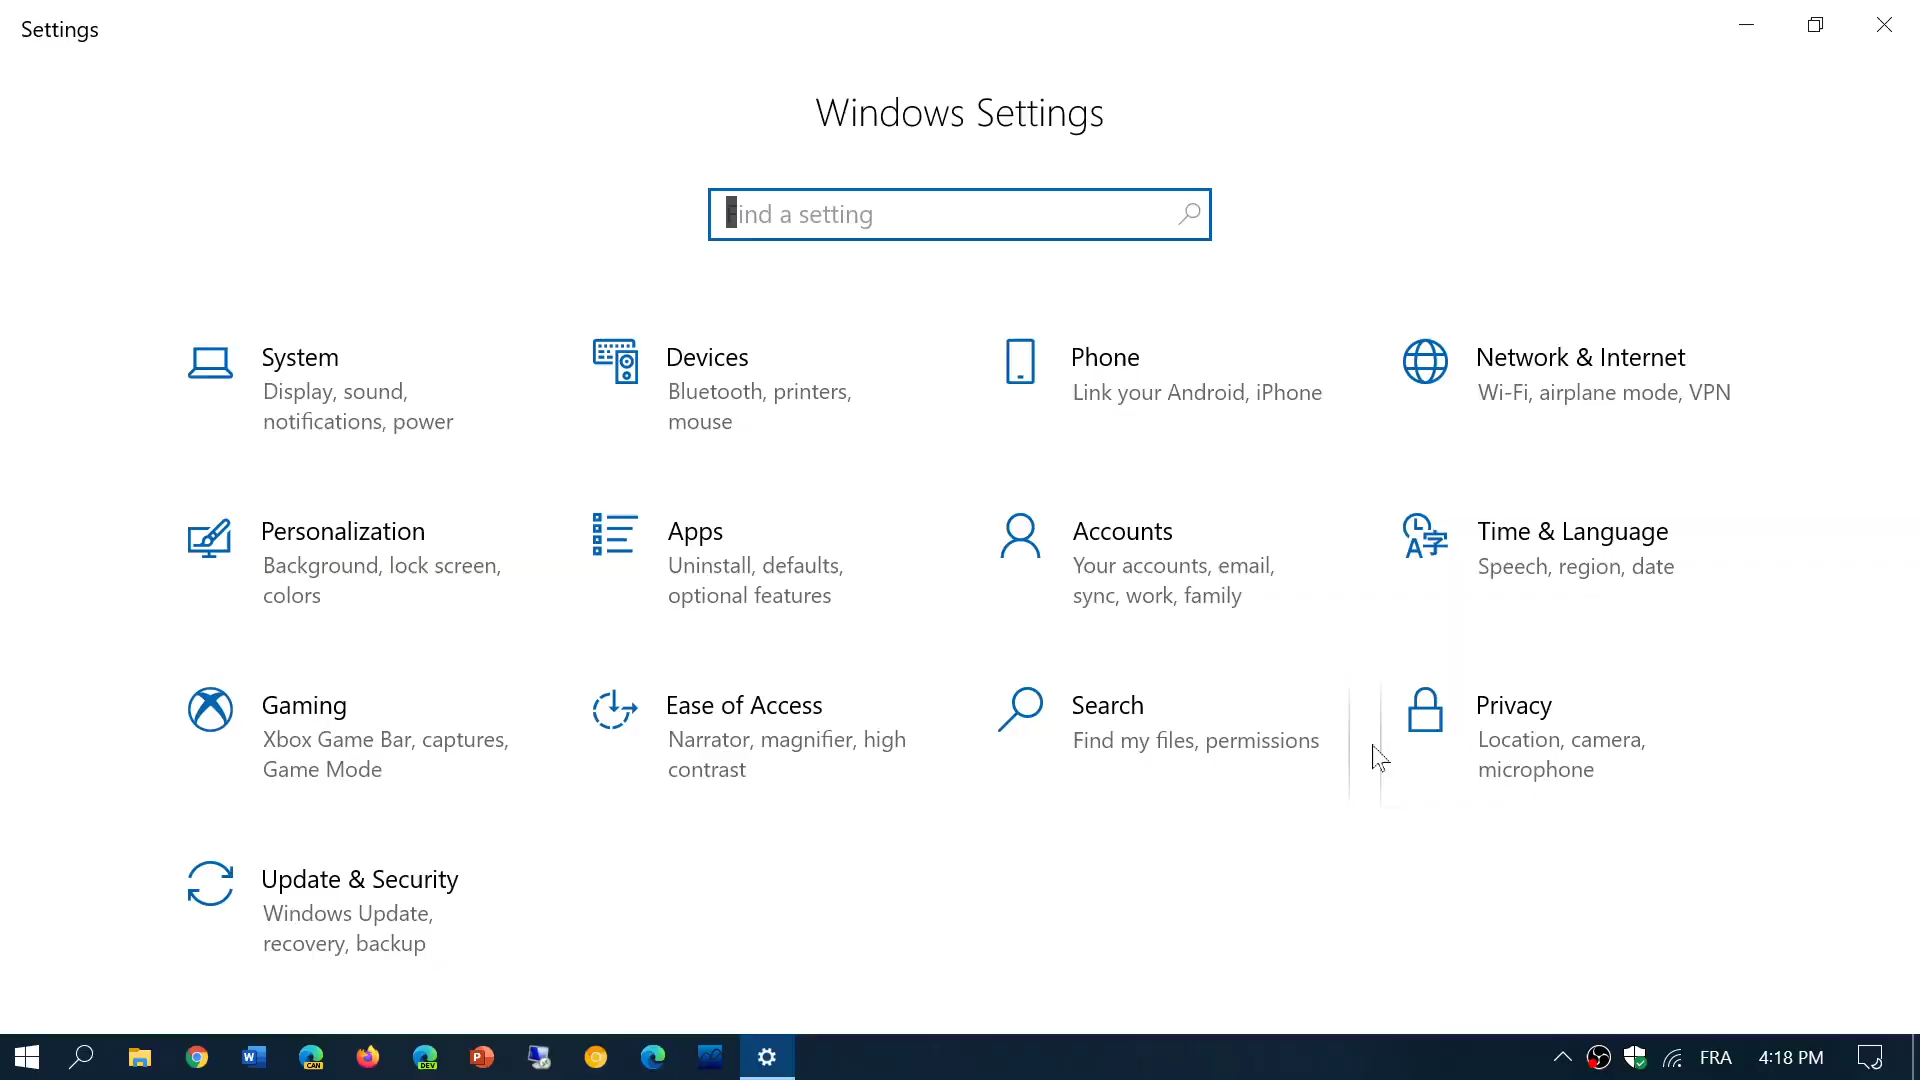 Settings
Windows Settings
Find a setting
System
Display, sound,
notifications, power
Devices
Bluetooth, printers,
mouse
Phone
Link your Android, iPhone
Network & Internet
Wi-Fi, airplane mode, VPN
Personalization
Background, lock screen,
colors
Apps
Uninstall, defaults,
optional features
Accounts
Your accounts, email,
sync, work, family
Time & Language
Speech, region, date
Gaming
Xbox Game Bar, captures,
Game Mode
Ease of Access
Narrator, magnifier, high
contrast
Search
Find my files, permissions
Privacy
Location, camera,
microphone
Update & Security
Windows Update,
recovery, backup
W
CAN
DEV
P
FRA
4:18 PM